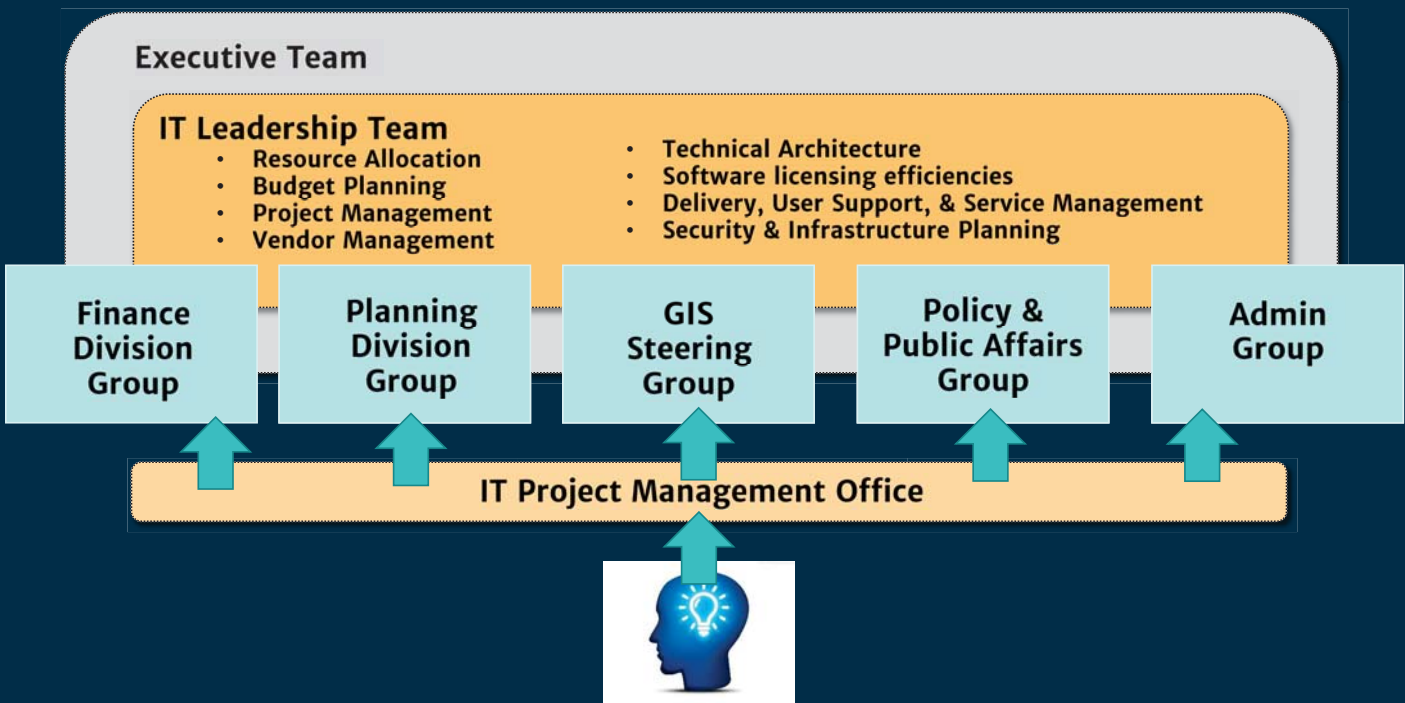 Executive Team
IT Leadership Team
• Resource Allocation
• Budget Planning
• Project Management
• Vendor Management
• Technical Architecture
• Software licensing efficiencies
• Delivery, User Support, & Service Management
• Security & Infrastructure Planning
Finance
Division
Group
Planning
Division
Group
GIS
Steering
Group
Policy &
Public Affairs
Group
Admin
Group
IT Project Management Office